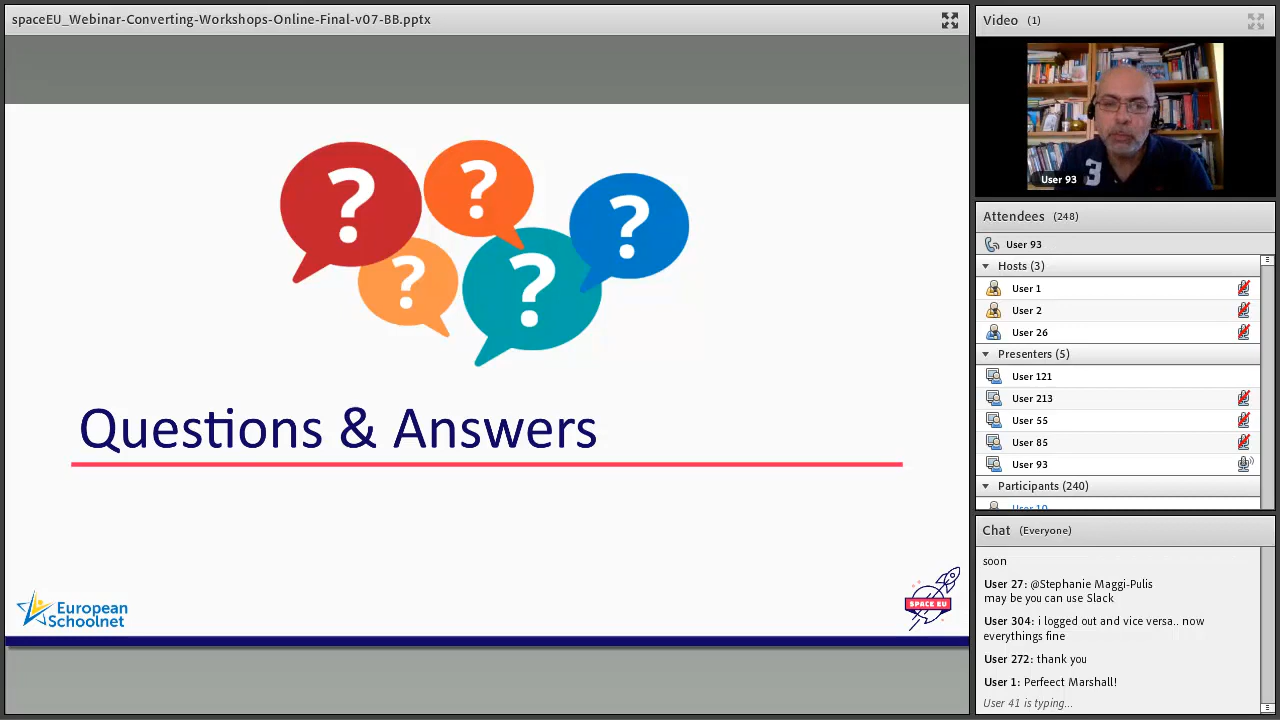 spaceEU_Webinar-Converting-Workshops-Online-Final-v07-BB.pptx
? ? ? ? ?
Questions & Answers
European
Schoolnet
SPACE EU
Video (1)
3
User 93
Attendees (248)
User 93
Hosts (3)
User 1
User 2
User 26
Presenters (5)
User 121
User 213
User 55
User 85
User 93
Participants (240)
User 10
Chat (Everyone)
soon
User 27: @Stephanie Maggi-Pulis
may be you can use Slack
User 304: i logged out and vice versa.. now
everythings fine
User 272: thank you
User 1: Perfeect Marshall!
User 41 is typing...